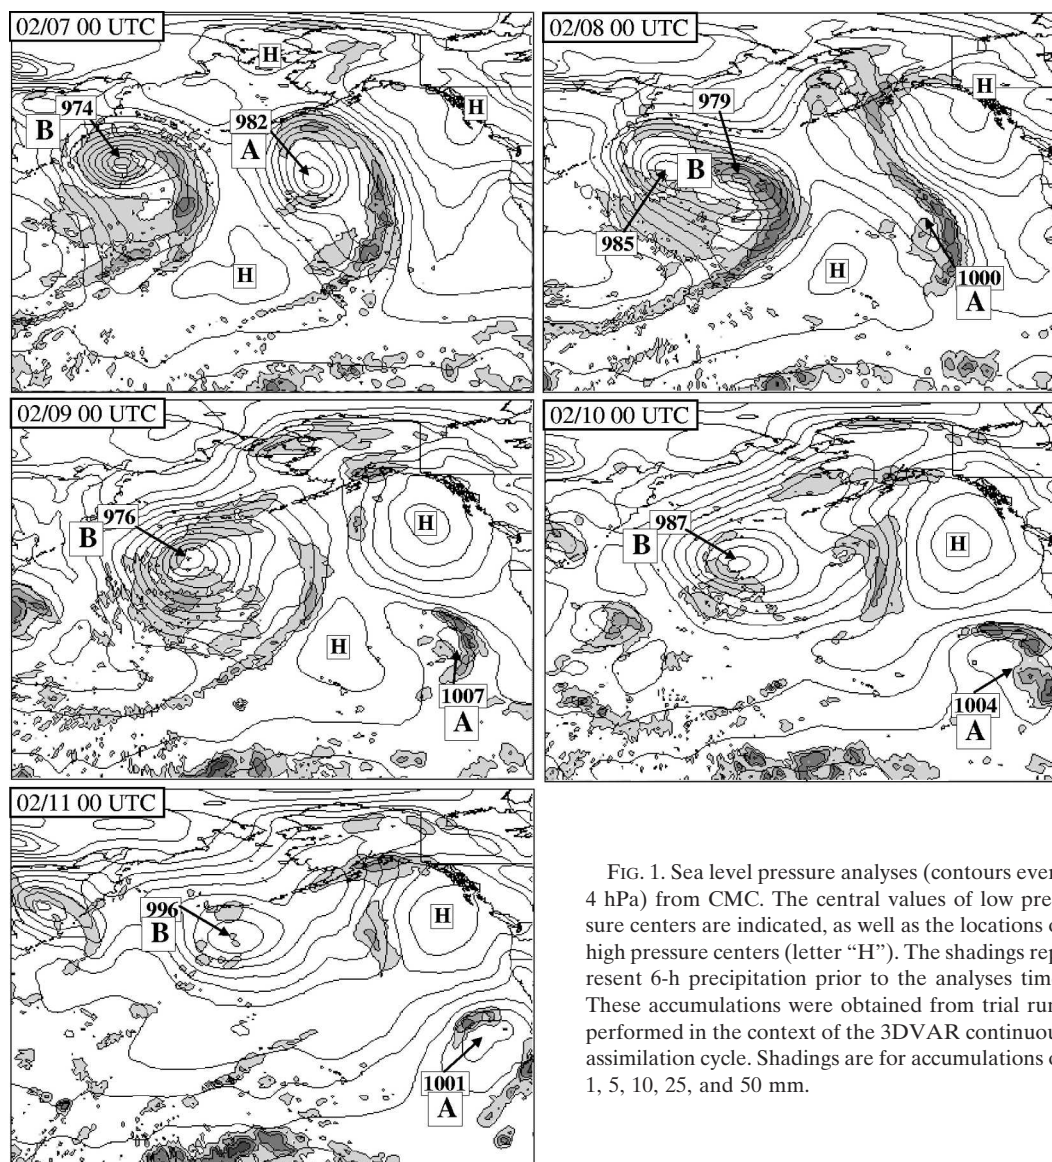 02/07 00 UTC
H
974
B
982
A
H
H
02/08 00 UTC
H
979
B
985
H
1000
A
02/09 00 UTC
976
B
H
H
1007
A
02/10 00 UTC
987
B
H
1004
A
02/11 00 UTC
996
B
H
1001
A
FIG. 1. Sea level pressure analyses (contours ever
4 hPa) from CMC. The central values of low pres
sure centers are indicated, as well as the locations o
high pressure centers (letter “H”). The shadings rep
resent 6-h precipitation prior to the analyses tim
These accumulations were obtained from trial run
performed in the context of the 3DVAR continuou
assimilation cycle. Shadings are for accumulations o
1, 5, 10, 25, and 50 mm.